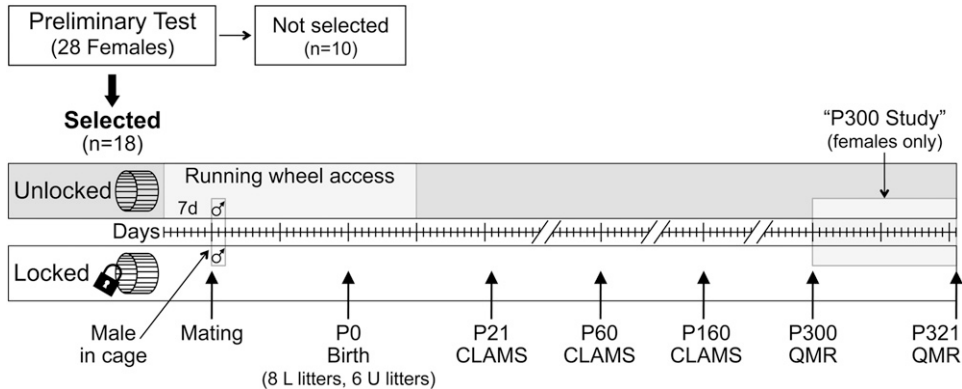 Preliminary Test
(28 Females)
Not selected
(n=10)
Selected
(n=18)
“P300 Study”
(females only)
Unlocked
Running wheel access
7d ♂
Days
♂
Locked
Male
in cage
Mating
P0
Birth
(8 L litters, 6 U litters)
P21
CLAMS
P60
CLAMS
P160
CLAMS
P300
QMR
P321
QMR